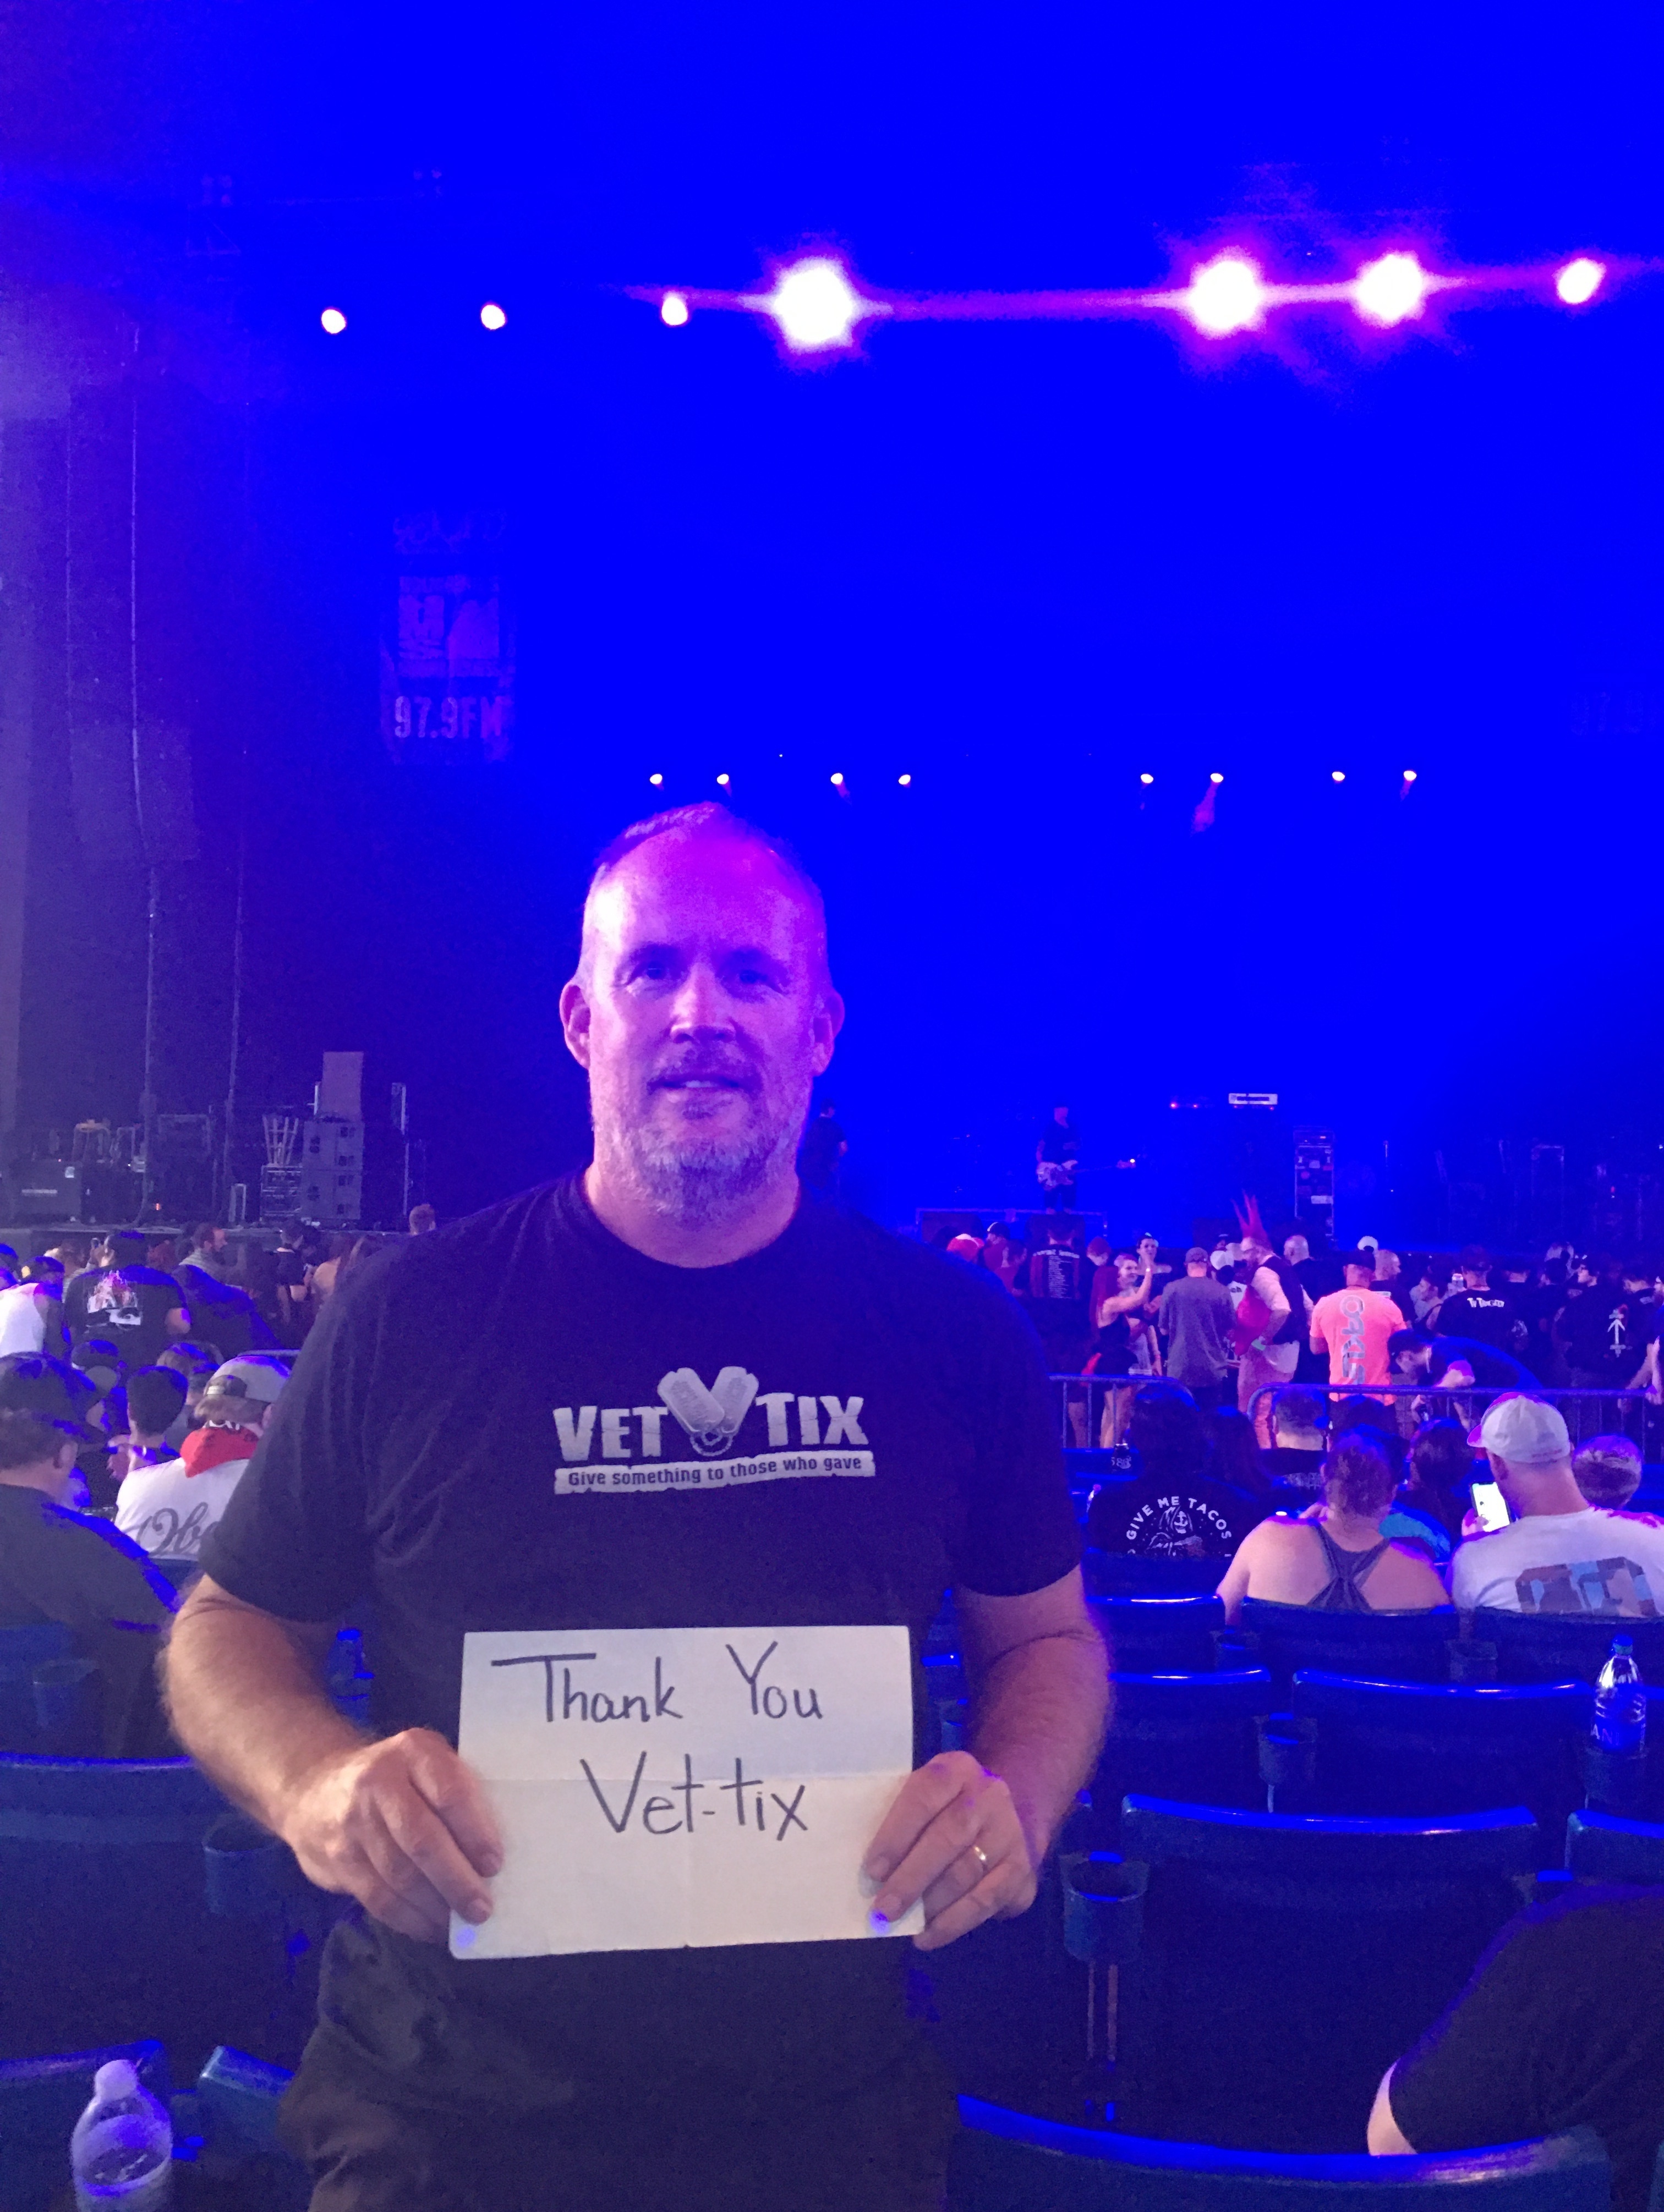 97.9FM
VET TIX
Give something to those who gave
GIVE ME TACOS
Thank You
Vet-tix